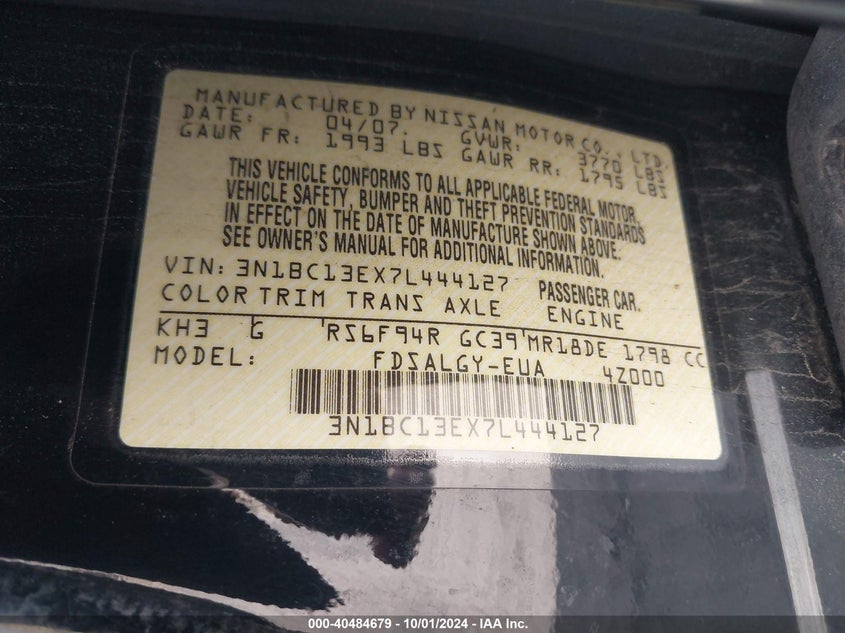 MANUFACTURED BY NISSAN MOTOR CO., LTD.
DATE: 04/07. GVWR: 3770 LBS
GAWR FR: 1993 LBS GAWR RR: 1795 LBS
THIS VEHICLE CONFORMS TO ALL APPLICABLE FEDERAL MOTOR
VEHICLE SAFETY, BUMPER AND THEFT PREVENTION STANDARDS
IN EFFECT ON THE DATE OF MANUFACTURE SHOWN ABOVE.
SEE OWNER'S MANUAL FOR ADDITIONAL INFORMATION.
VIN: 3N1BC13EX7L444127 PASSENGER CAR.
COLOR TRIM TRANS AXLE ENGINE
KH3 G RS6F94R GC39 MR18DE 1798 CC
MODEL: FDSALGY-EUA 4Z000
3N1BC13EX7L444127
000-40484679 - 10/01/2024 - IAA Inc.